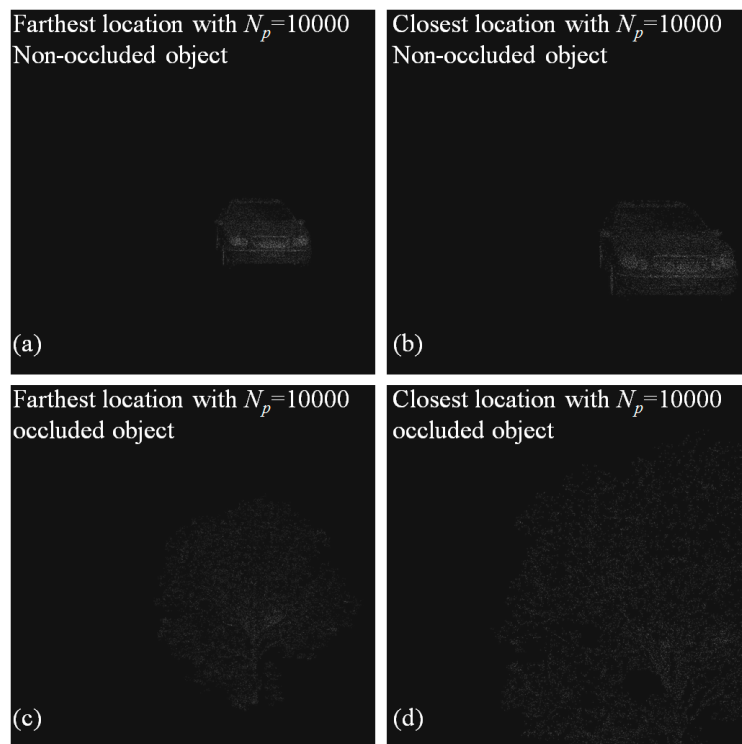 Farthest location with Np=10000
Non-occluded object
(a)
Closest location with Np=10000
Non-occluded object
(b)
Farthest location with Np=10000
occluded object
(c)
Closest location with Np=10000
occluded object
(d)